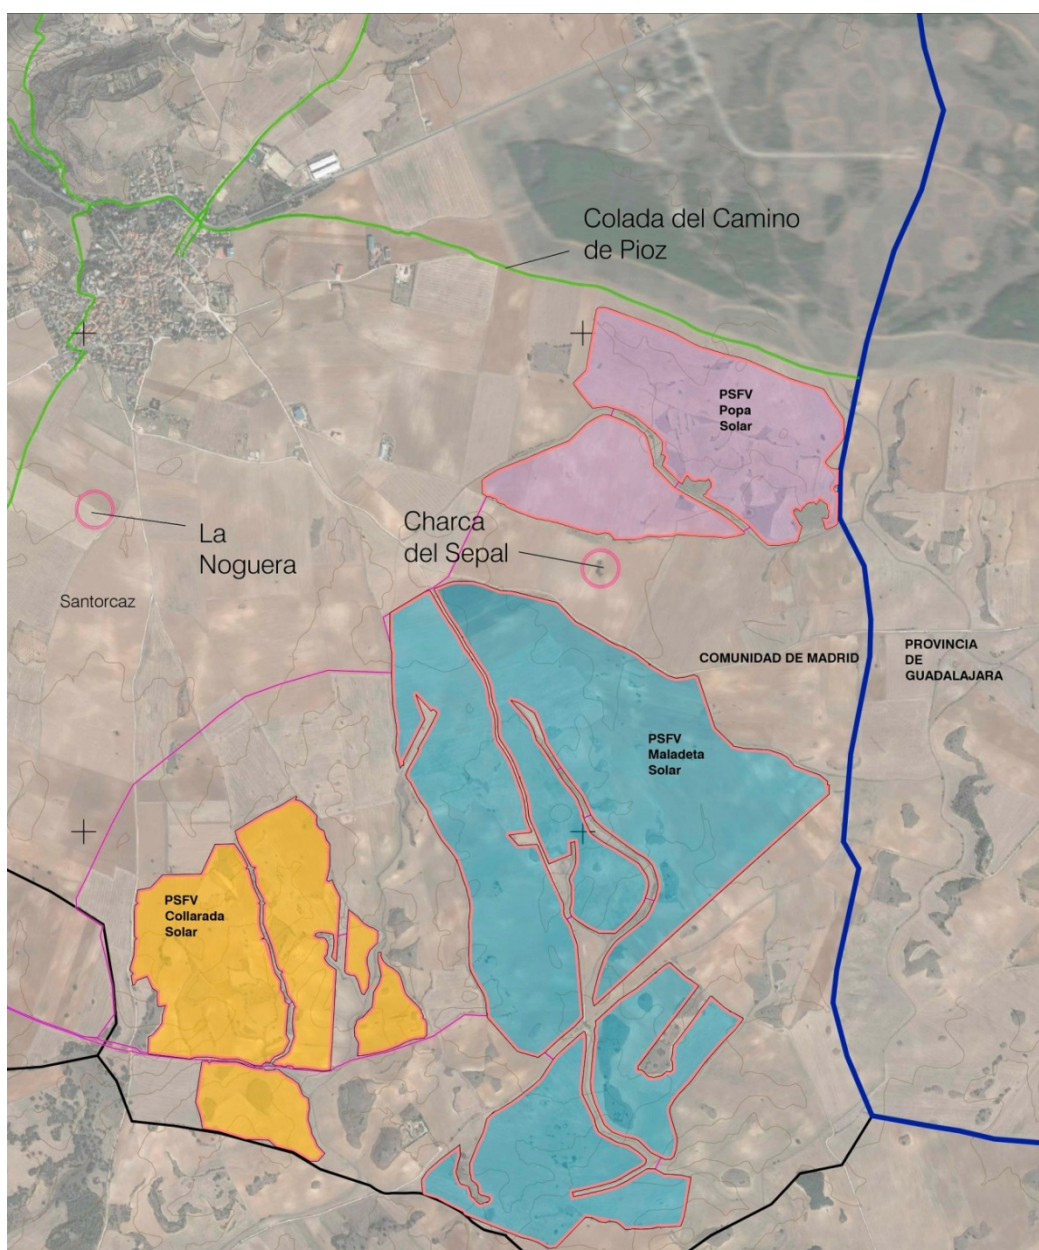 Colada del Camino
de Pioz
PSFV
Popa
Solar
La
Noguera
Charca
del Sepal
Santorcaz
COMUNIDAD DE MADRID
PROVINCIA
DE
GUADALAJARA
PSFV
Maladeta
Solar
PSFV
Collarada
Solar